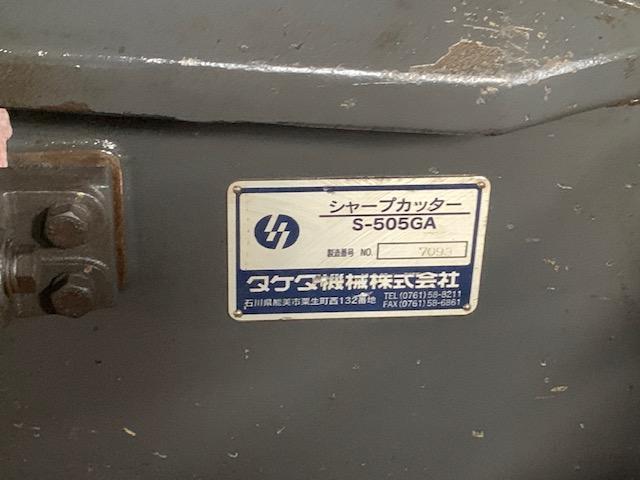 シャープカッター
S-505GA
製造番号 NO. 7093
タケダ機械株式会社
石川県能美市粟生町西132番地
TEL(0761)58-8211
FAX(0761)58-6861